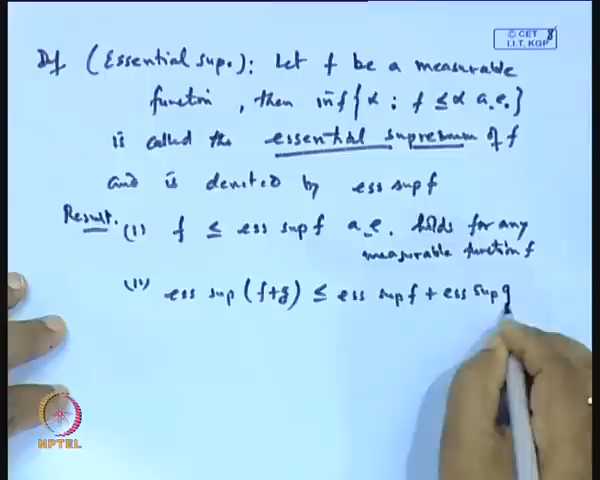 © CET
I.I.T. KGP
8
Def (Essential sup.): Let f be a measurable
function, then inf{α : f ≤ α a.e.}
is called the essential supremum of f
and is denoted by ess sup f
Result. (i) f ≤ ess sup f a.e. holds for any
measurable function f
(ii) ess sup (f+g) ≤ ess sup f + ess sup g
NPTEL